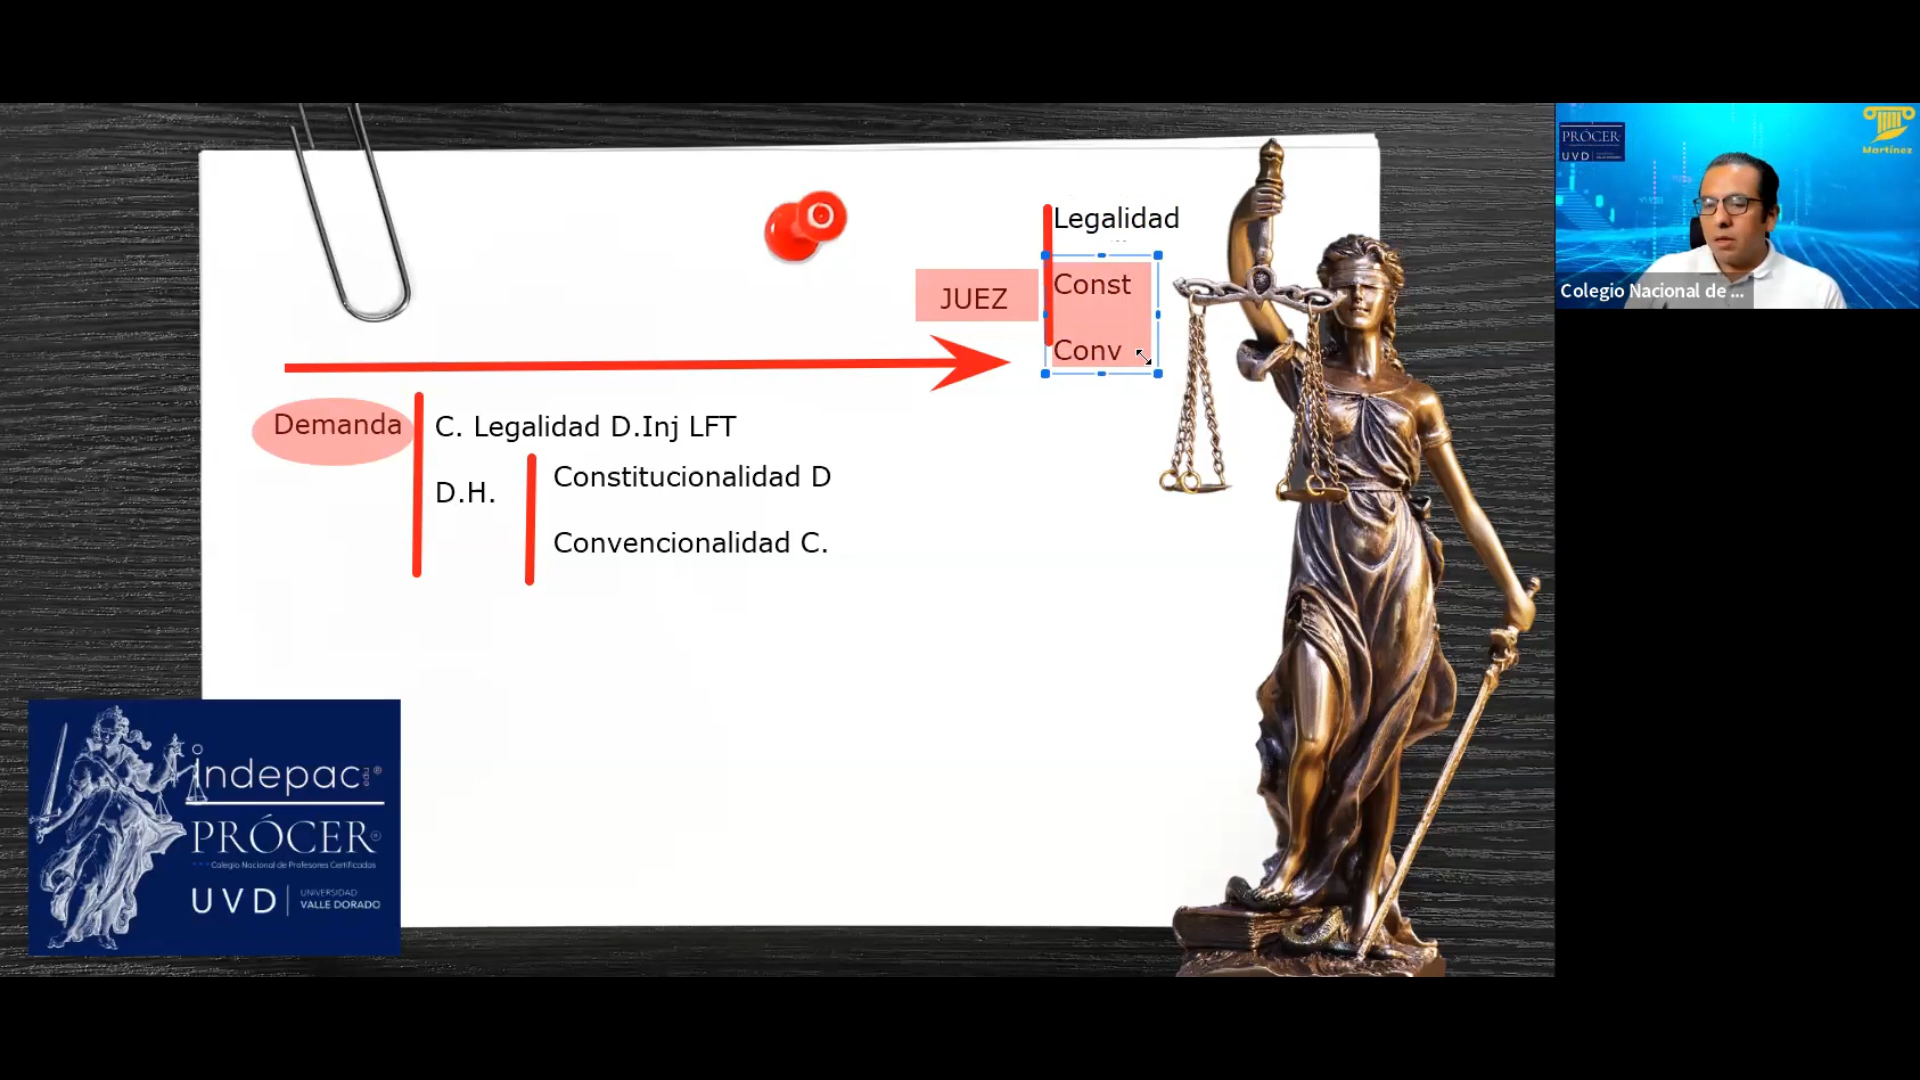 Legalidad
JUEZ
Const
Conv
Demanda
C. Legalidad D.Inj LFT
D.H.
Constitucionalidad D
Convencionalidad C.
indepac
PRÓCER®
Colegio Nacional de Profesores Certificados
UVD
UNIVERSIDAD
VALLE DORADO
PRÓCER
UVD
Martínez
Colegio Nacional de ...